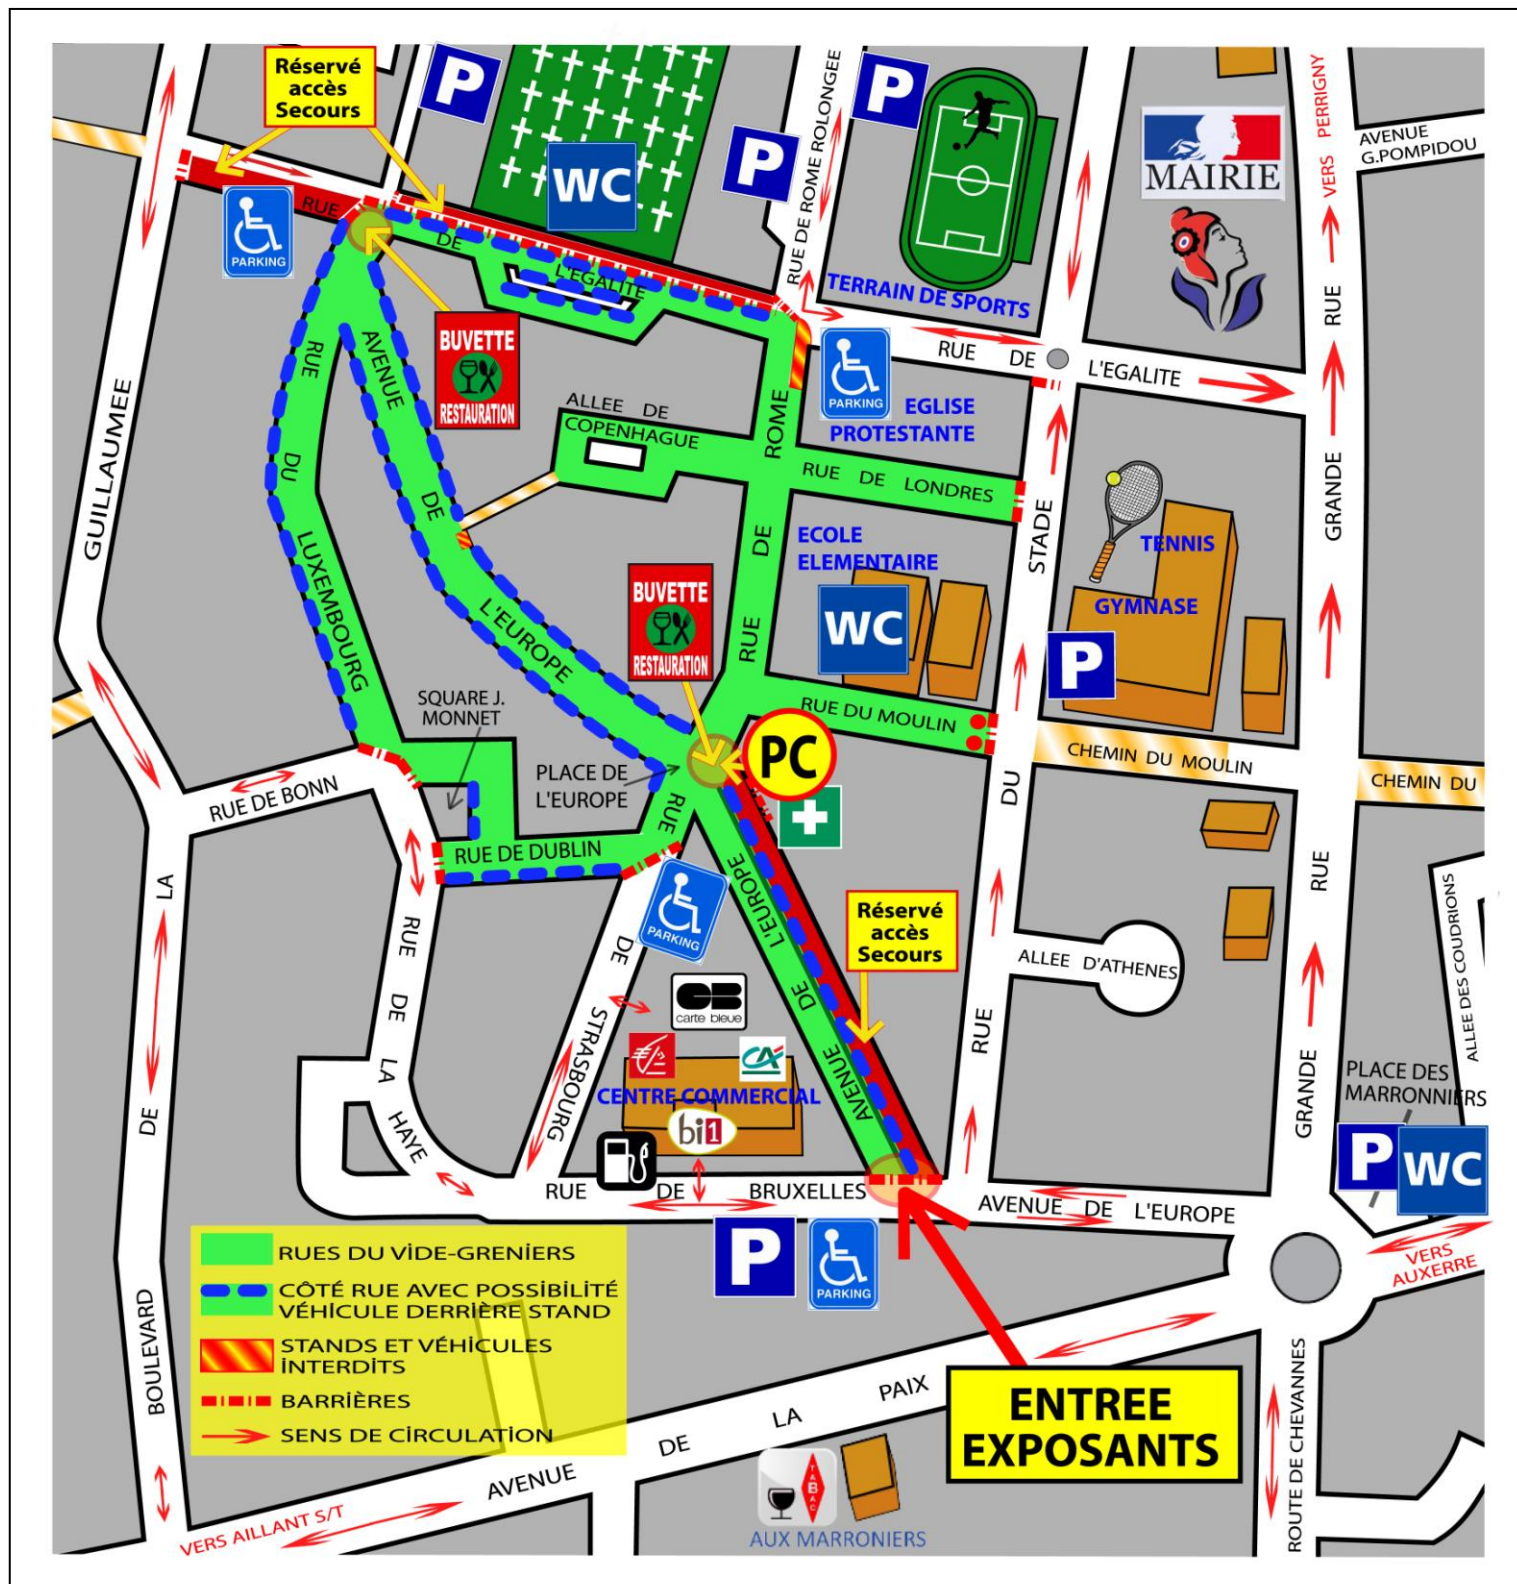 Réservé
accès
Secours
P
P
P
WC
RUE DE ROME ROLONGEE
TERRAIN DE SPORTS
MAIRIE
VERS PERRIGNY
AVENUE
G.POMPIDOU
PARKING
RUE DE L'EGALITE
BUVETTE
RESTAURATION
RUE DE L'EGALITE
PARKING
EGLISE
PROTESTANTE
ALLEE DE
COPENHAGUE
RUE DE LONDRES
RUE DE ROME
AVENUE DE L'EUROPE
RUE DU LUXEMBOURG
BOULEVARD DE LA GUILLAUMEE
ECOLE
ELEMENTAIRE
WC
TENNIS
GYMNASE
P
RUE DU STADE
GRANDE RUE
GRANDE RUE
BUVETTE
RESTAURATION
RUE DU MOULIN
CHEMIN DU MOULIN
CHEMIN DU
SQUARE J.
MONNET
PLACE DE
L'EUROPE
PC
RUE DE BONN
RUE DE DUBLIN
RUE DE STRASBOURG
PARKING
AVENUE DE L'EUROPE
Réservé
accès
Secours
ALLEE D'ATHENES
ALLEE DES COUDRIONS
RUE DE LA HAYE
CB
carte bleue
CA
CENTRE COMMERCIAL
bi1
PLACE DES
MARRONNIERS
P
WC
RUE DE BRUXELLES
AVENUE DE L'EUROPE
P
PARKING
VERS
AUXERRE
RUES DU VIDE-GRENIERS
CÔTÉ RUE AVEC POSSIBILITÉ
VÉHICULE DERRIÈRE STAND
STANDS ET VÉHICULES
INTERDITS
BARRIÈRES
SENS DE CIRCULATION
ENTREE
EXPOSANTS
AVENUE DE LA PAIX
VERS AILLANT S/T
TABAC
AUX MARRONIERS
ROUTE DE CHEVANNES